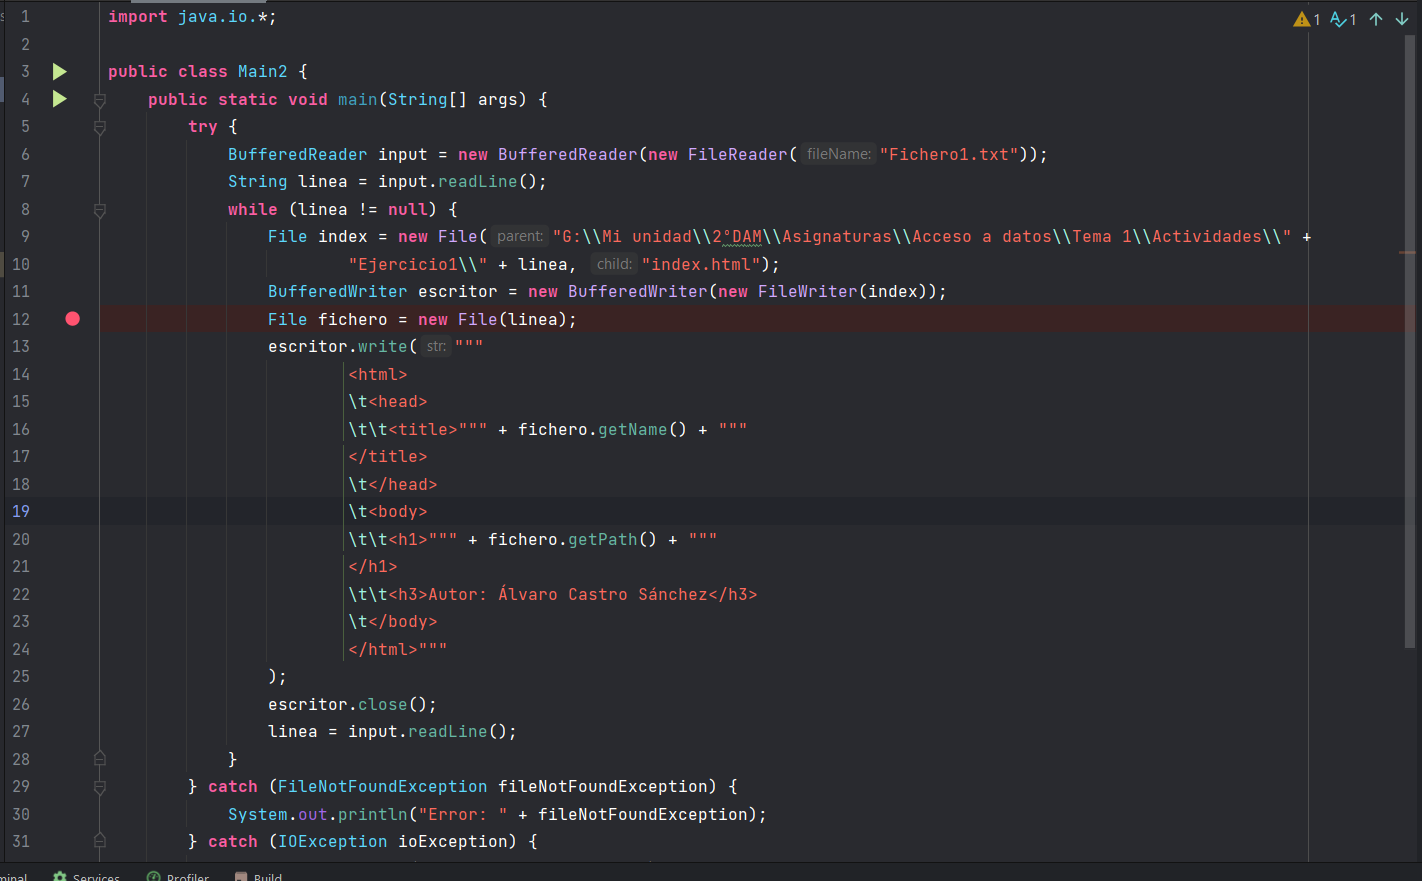 1 import java.io.*;
1 1
2
3 public class Main2 {
4 public static void main(String[] args) {
5 try {
6 BufferedReader input = new BufferedReader(new FileReader( fileName: "Fichero1.txt"));
7 String linea = input.readLine();
8 while (linea != null) {
9 File index = new File( parent: "G:\\Mi unidad\\2°DAM\\Asignaturas\\Acceso a datos\\Tema 1\\Actividades\\" +
10 "Ejercicio1\\" + linea, child: "index.html");
11 BufferedWriter escritor = new BufferedWriter(new FileWriter(index));
12 File fichero = new File(linea);
13 escritor.write( str: """
14 <html>
15 \t<head>
16 \t\t<title>""" + fichero.getName() + """
17 </title>
18 \t</head>
19 \t<body>
20 \t\t<h1>""" + fichero.getPath() + """
21 </h1>
22 \t\t<h3>Autor: Álvaro Castro Sánchez</h3>
23 \t</body>
24 </html>"""
25 );
26 escritor.close();
27 linea = input.readLine();
28 }
29 } catch (FileNotFoundException fileNotFoundException) {
30 System.out.println("Error: " + fileNotFoundException);
31 } catch (IOException ioException) {
minal Services Profiler Build